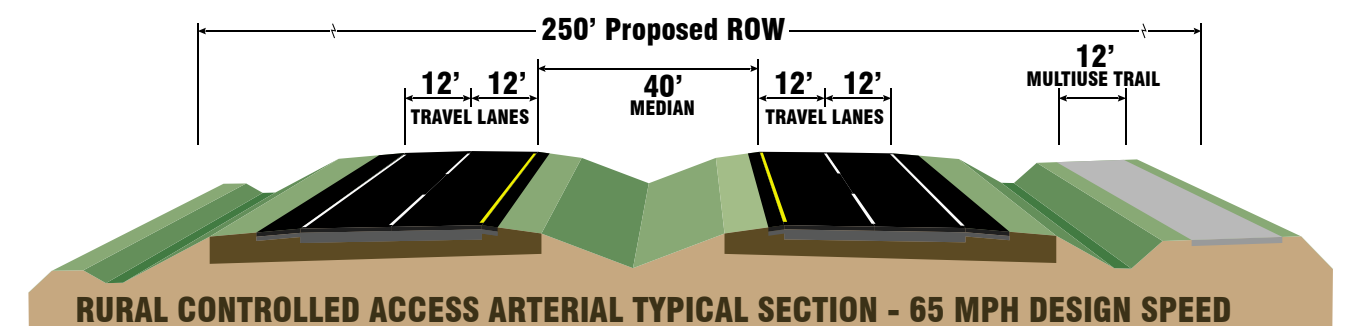 250’ Proposed ROW
12’ 12’
TRAVEL LANES
40’
MEDIAN
12’ 12’
TRAVEL LANES
12’
MULTIUSE TRAIL
RURAL CONTROLLED ACCESS ARTERIAL TYPICAL SECTION - 65 MPH DESIGN SPEED